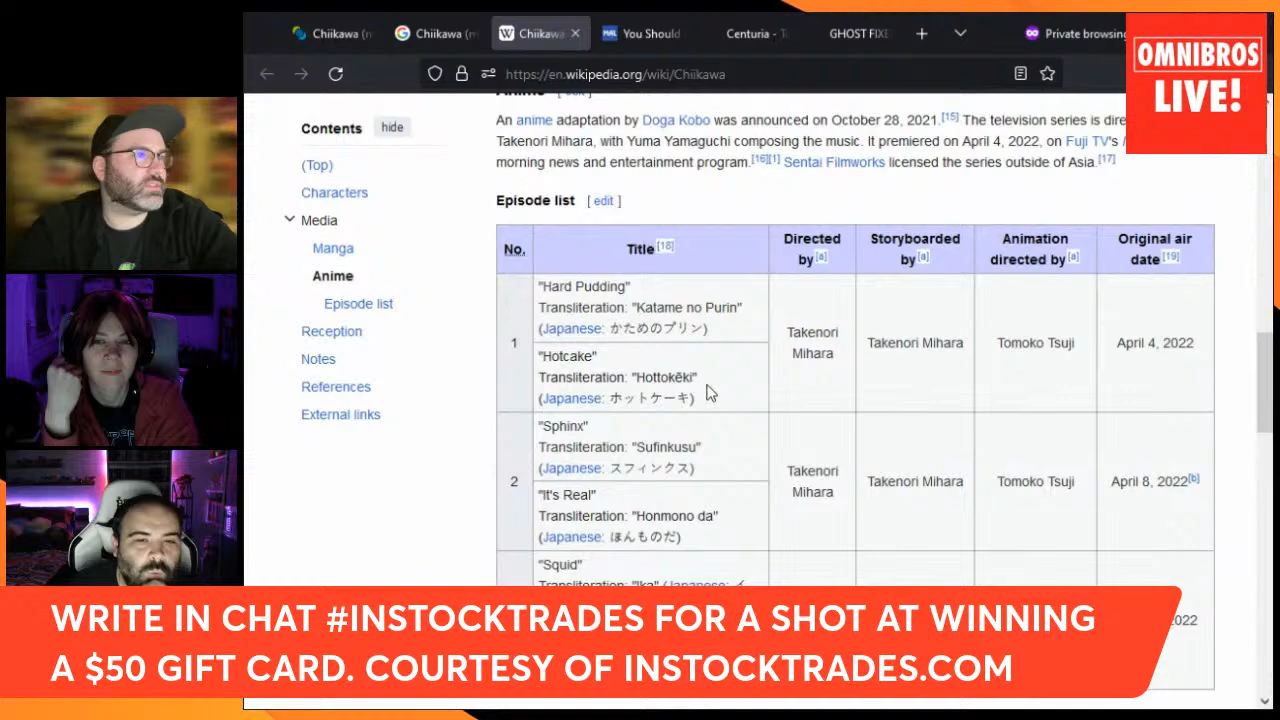 Chiikawa (m
Chiikawa (m
Chiikawa
You Should
Centuria - T
GHOST FIXE
Private browsing
OMNIBROS
LIVE!
https://en.wikipedia.org/wiki/Chiikawa
Contents
hide
(Top)
Characters
Media
Manga
Anime
Episode list
Reception
Notes
References
External links
Anime [ edit ]
An anime adaptation by Doga Kobo was announced on October 28, 2021.[15] The television series is dire
Takenori Mihara, with Yuma Yamaguchi composing the music. It premiered on April 4, 2022, on Fuji TV's
morning news and entertainment program.[16][1] Sentai Filmworks licensed the series outside of Asia.[17]
Episode list [ edit ]
No. Title [18] Directed by[a] Storyboarded by[a] Animation directed by[a] Original air date[19]
1
"Hard Pudding"
Transliteration: "Katame no Purin"
(Japanese: かためのプリン)
"Hotcake"
Transliteration: "Hottokēki"
(Japanese: ホットケーキ)
Takenori
Mihara
Takenori Mihara
Tomoko Tsuji
April 4, 2022
2
"Sphinx"
Transliteration: "Sufinkusu"
(Japanese: スフィンクス)
"It's Real"
Transliteration: "Honmono da"
(Japanese: ほんものだ)
Takenori
Mihara
Takenori Mihara
Tomoko Tsuji
April 8, 2022[b]
"Squid"
Transliteration: "Ika" (Japanese: イ
2022
WRITE IN CHAT #INSTOCKTRADES FOR A SHOT AT WINNING
A $50 GIFT CARD. COURTESY OF INSTOCKTRADES.COM